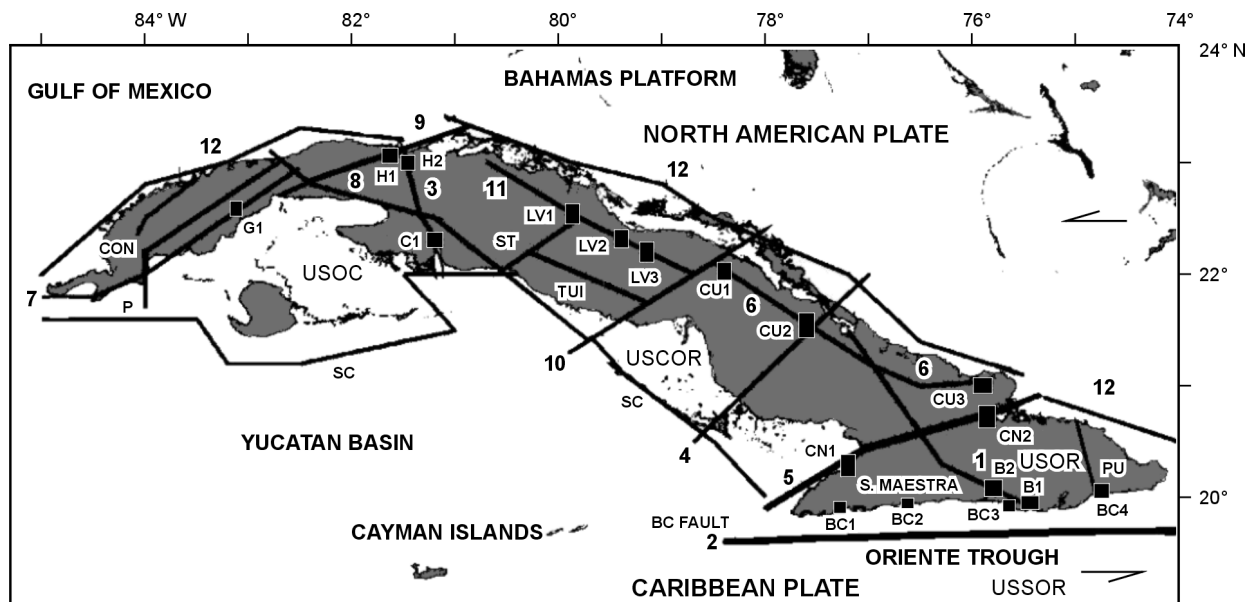 84° W 82° 80° 78° 76° 74°
24° N
BAHAMAS PLATFORM
GULF OF MEXICO
9
NORTH AMERICAN PLATE
12
H1 H2
12
8 3 11
G1
LV1
CON
C1 ST LV2
USOC
LV3
22°
TUI
CU1
7 P
6
CU2
10
USCOR
6
SC
SC
CU3
12
YUCATAN BASIN
CN2
4
CN1
1 USOR
B2
PU
5
S. MAESTRA
B1
20°
BC1 BC2 BC3 BC4
BC FAULT
CAYMAN ISLANDS
2
ORIENTE TROUGH
CARIBBEAN PLATE
USSOR